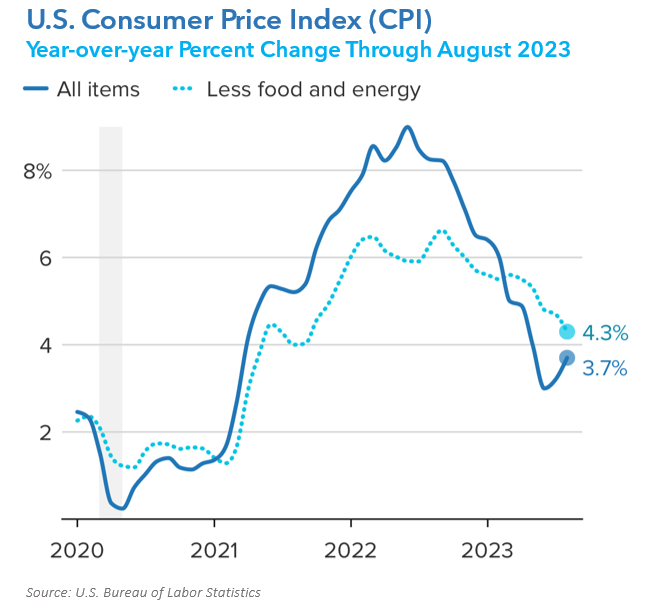 U.S. Consumer Price Index (CPI)
Year-over-year Percent Change Through August 2023
All items
Less food and energy
8%
6
4
2
4.3%
3.7%
2020
2021
2022
2023
Source: U.S. Bureau of Labor Statistics